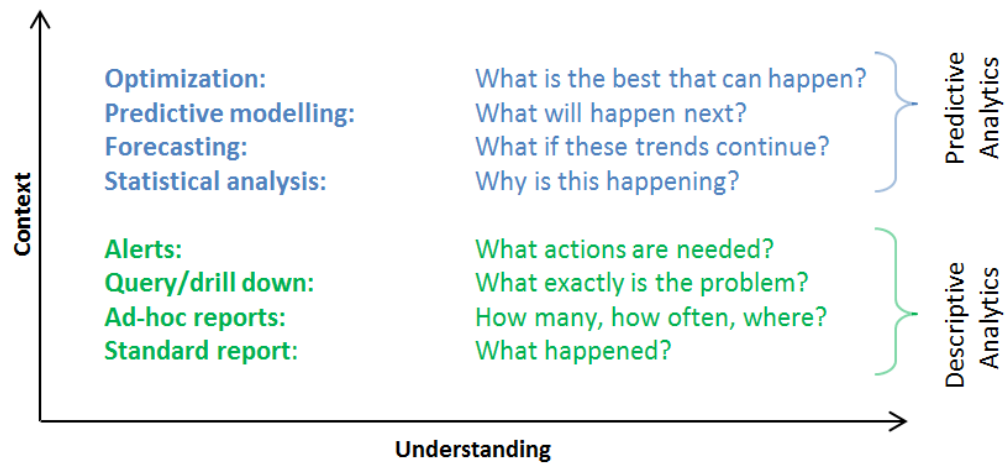 Context
Optimization: What is the best that can happen?
Predictive modelling: What will happen next?
Forecasting: What if these trends continue?
Statistical analysis: Why is this happening?
Predictive
Analytics
Alerts: What actions are needed?
Query/drill down: What exactly is the problem?
Ad-hoc reports: How many, how often, where?
Standard report: What happened?
Descriptive
Analytics
Understanding